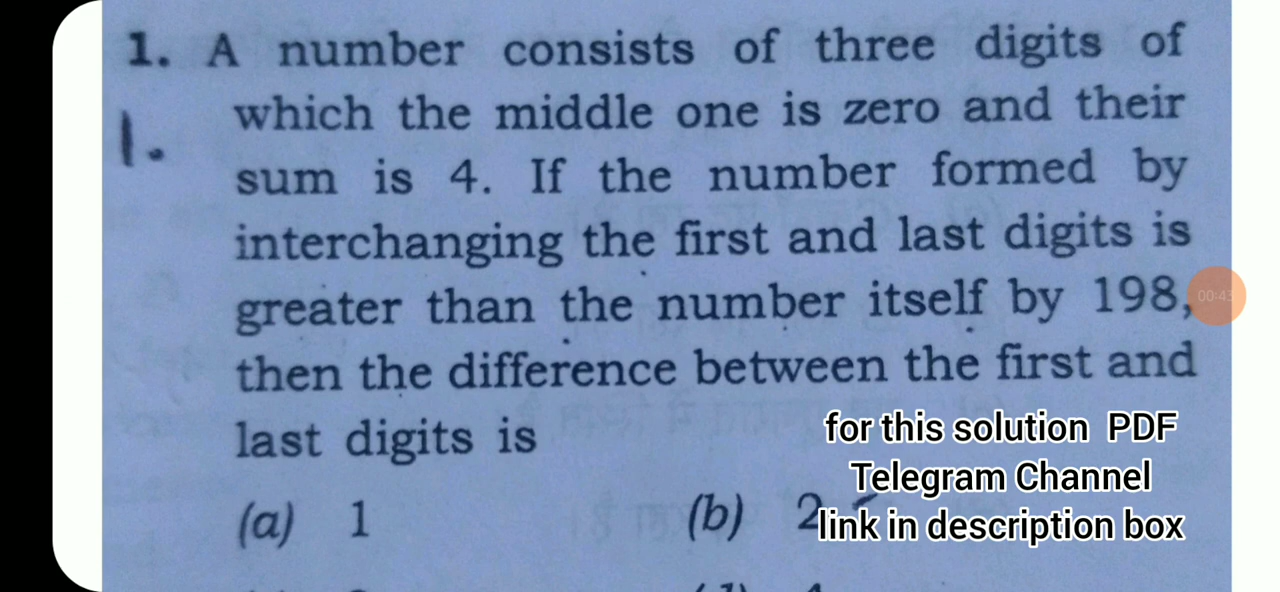 1. A number consists of three digits of
1. which the middle one is zero and their
sum is 4. If the number formed by
interchanging the first and last digits is
greater than the number itself by 198,
00:43
then the difference between the first and
last digits is
for this solution PDF
Telegram Channel
link in description box
(a) 1 (b) 2